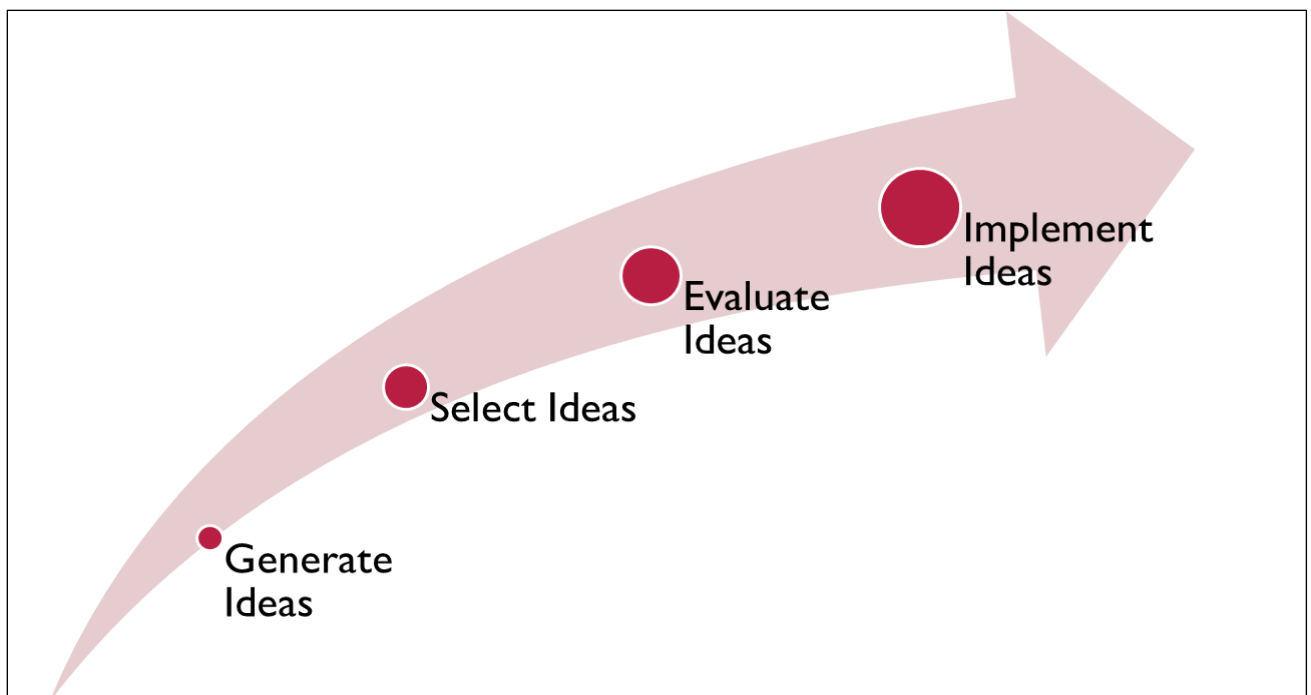 Implement
Ideas
Evaluate
Ideas
Select Ideas
Generate
Ideas